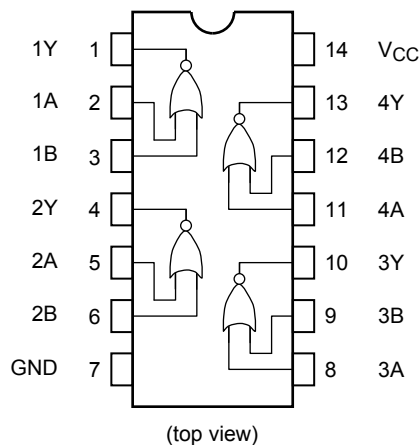 1Y 1 14 VCC
1A 2 13 4Y
1B 3 12 4B
2Y 4 11 4A
2A 5 10 3Y
2B 6 9 3B
GND 7 8 3A
(top view)